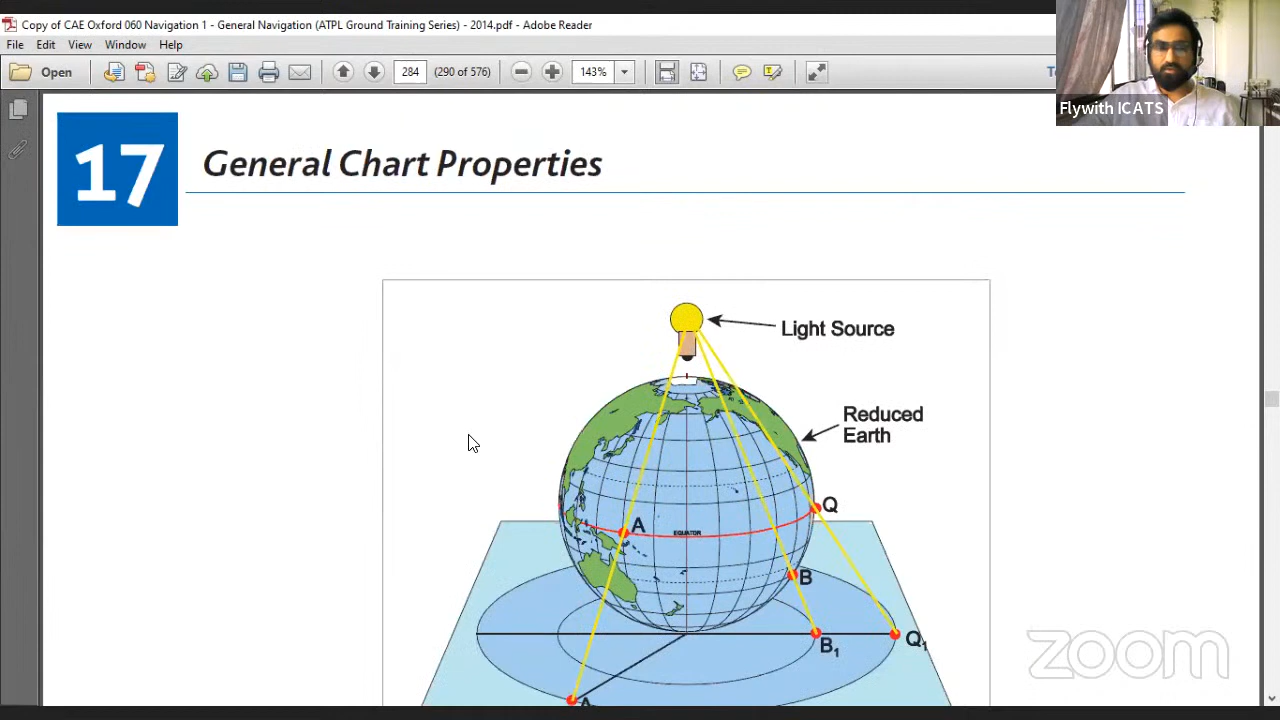 Copy of CAE Oxford 060 Navigation 1 - General Navigation (ATPL Ground Training Series) - 2014.pdf - Adobe Reader
File Edit View Window Help
Open 284 (290 of 576) 143%
Flywith ICATS
17 General Chart Properties
Light Source
Reduced
Earth
Q
A
EQUATOR
B
B1
Q1
A
zoom